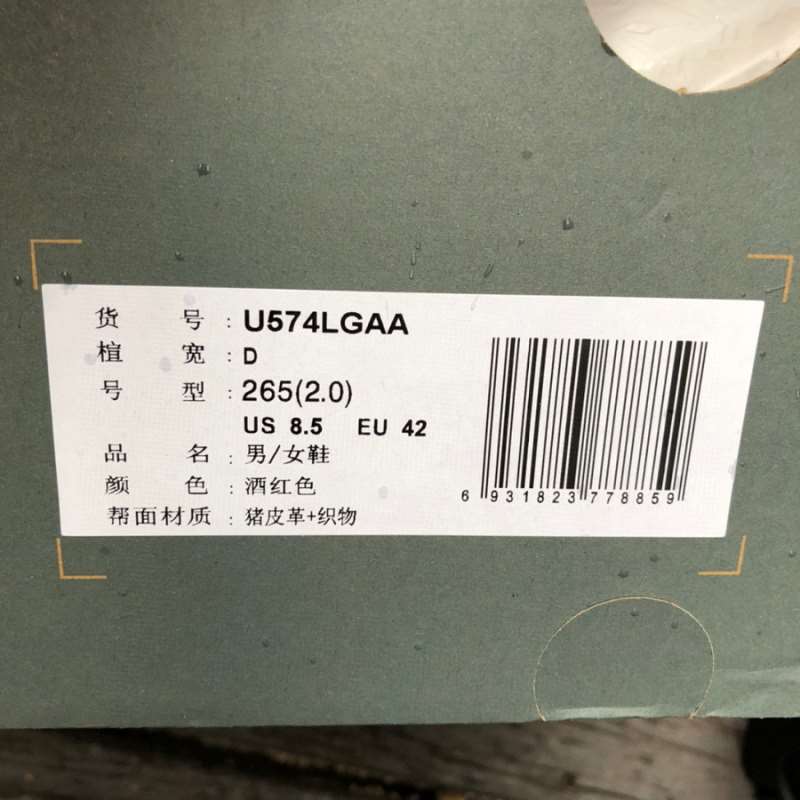 货 号 : U574LGAA
楦 宽 : D
号 型 : 265(2.0)
US 8.5 EU 42
品 名 : 男/女鞋
颜 色 : 酒红色
帮面材质 : 猪皮革+织物
6 931823 778859